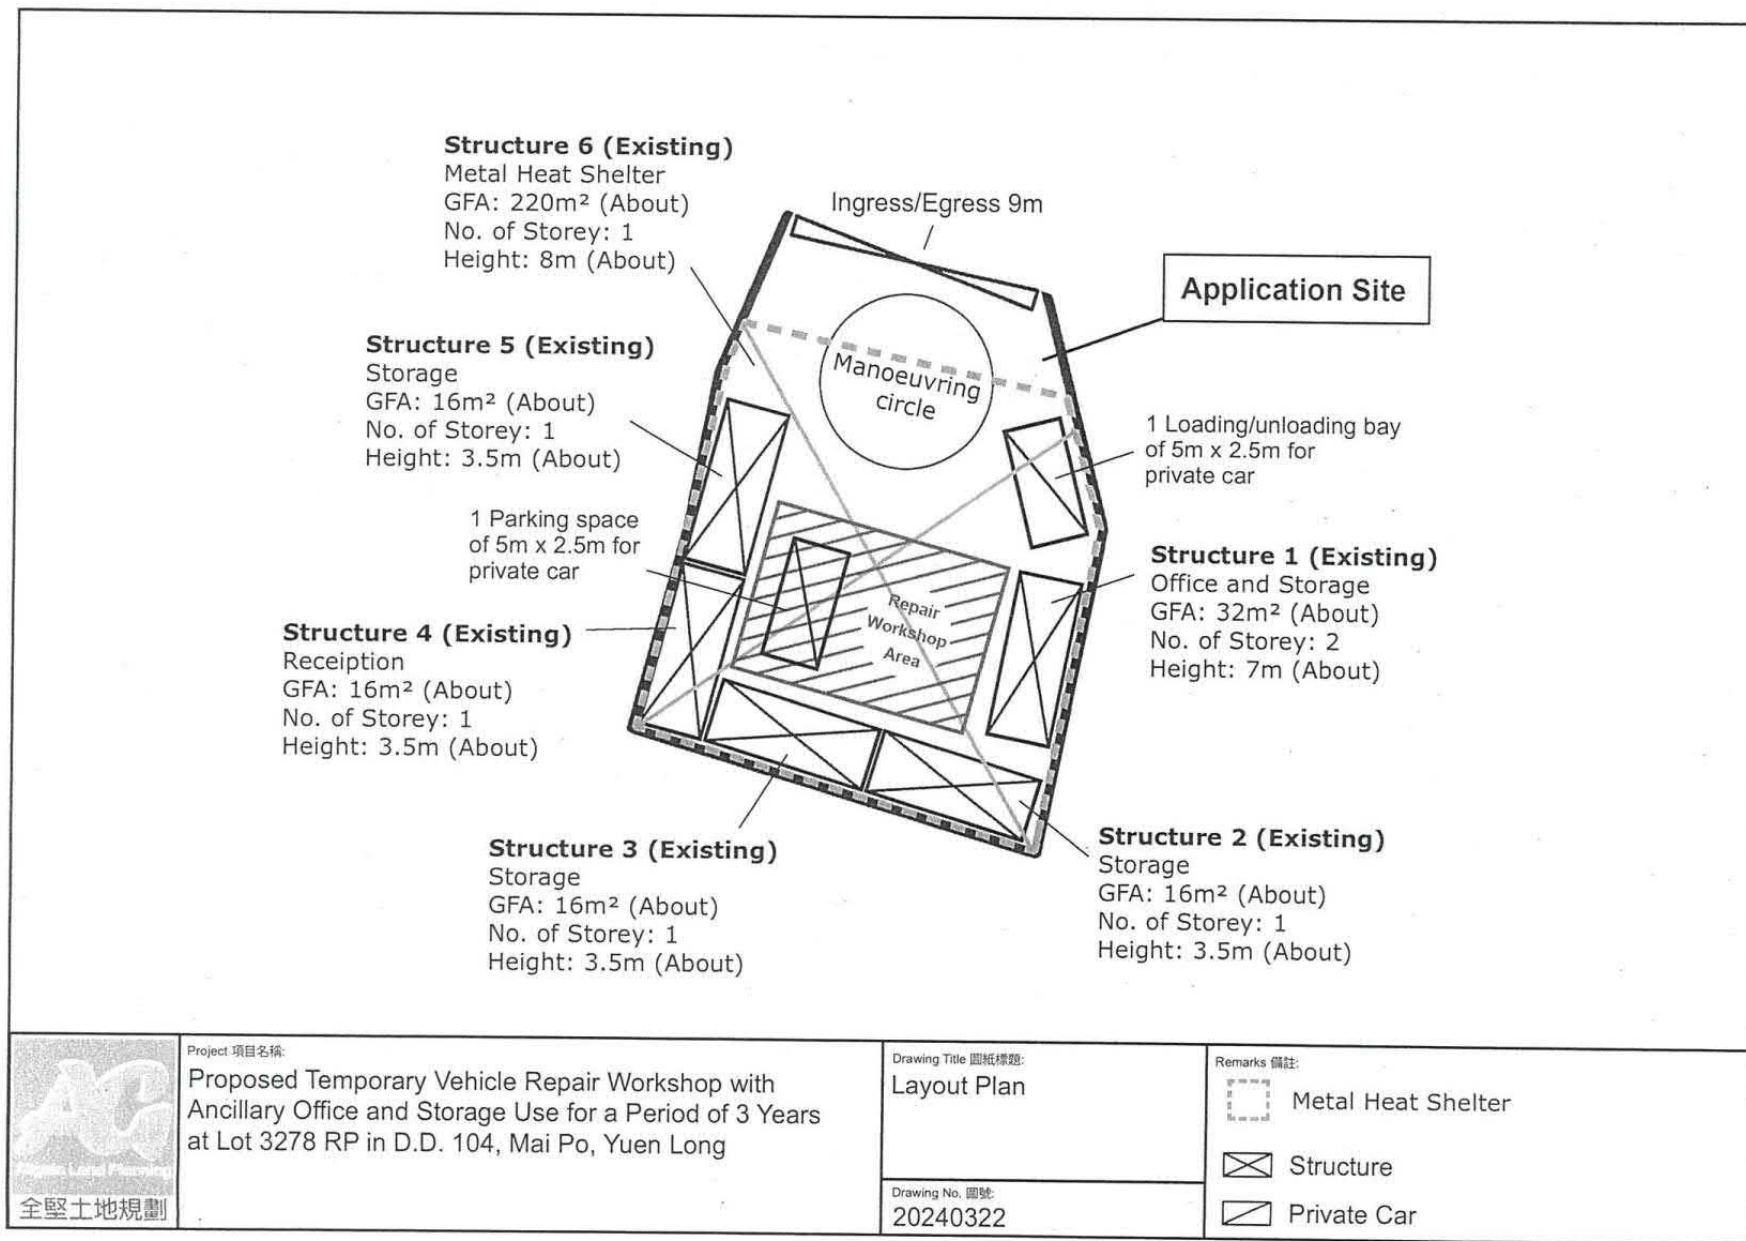 Structure 6 (Existing)
Metal Heat Shelter
GFA: 220m² (About)
No. of Storey: 1
Height: 8m (About)
Ingress/Egress 9m
Application Site
Structure 5 (Existing)
Storage
GFA: 16m² (About)
No. of Storey: 1
Height: 3.5m (About)
Manoeuvring
circle
1 Loading/unloading bay
of 5m x 2.5m for
private car
1 Parking space
of 5m x 2.5m for
private car
Structure 1 (Existing)
Office and Storage
GFA: 32m² (About)
No. of Storey: 2
Height: 7m (About)
Repair
Workshop
Area
Structure 4 (Existing)
Receiption
GFA: 16m² (About)
No. of Storey: 1
Height: 3.5m (About)
Structure 3 (Existing)
Storage
GFA: 16m² (About)
No. of Storey: 1
Height: 3.5m (About)
Structure 2 (Existing)
Storage
GFA: 16m² (About)
No. of Storey: 1
Height: 3.5m (About)
AG
Allgain Land Planning
全堅土地規劃
Project 項目名稱:
Proposed Temporary Vehicle Repair Workshop with
Ancillary Office and Storage Use for a Period of 3 Years
at Lot 3278 RP in D.D. 104, Mai Po, Yuen Long
Drawing Title 圖紙標題:
Layout Plan
Drawing No. 圖號:
20240322
Remarks 備註:
Metal Heat Shelter
Structure
Private Car